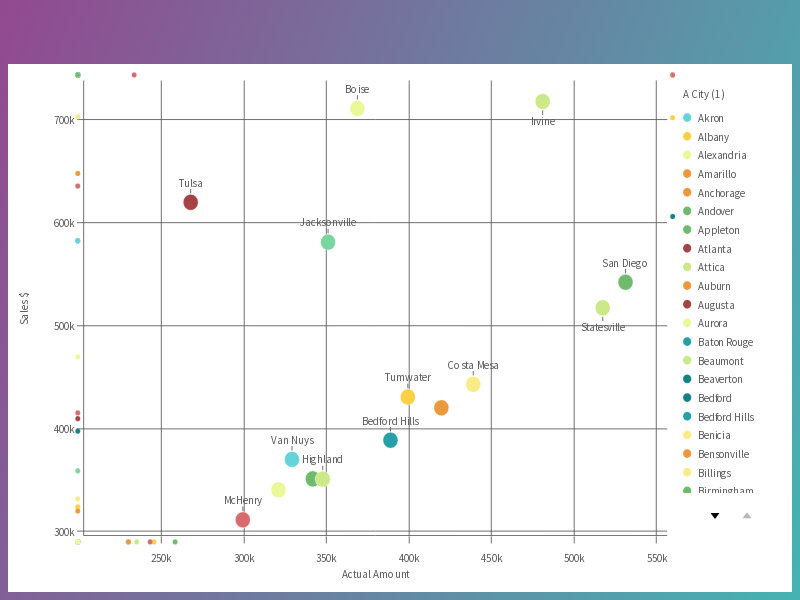 Boise
Irvine
Tulsa
Jacksonville
San Diego
Statesville
Costa Mesa
Tumwater
Bedford Hills
Van Nuys
Highland
McHenry
700k
600k
500k
400k
300k
Sales $
250k 300k 350k 400k 450k 500k 550k
Actual Amount
A City (1)
Akron
Albany
Alexandria
Amarillo
Anchorage
Andover
Appleton
Atlanta
Attica
Auburn
Augusta
Aurora
Baton Rouge
Beaumont
Beaverton
Bedford
Bedford Hills
Benicia
Bensonville
Billings
Birmingham